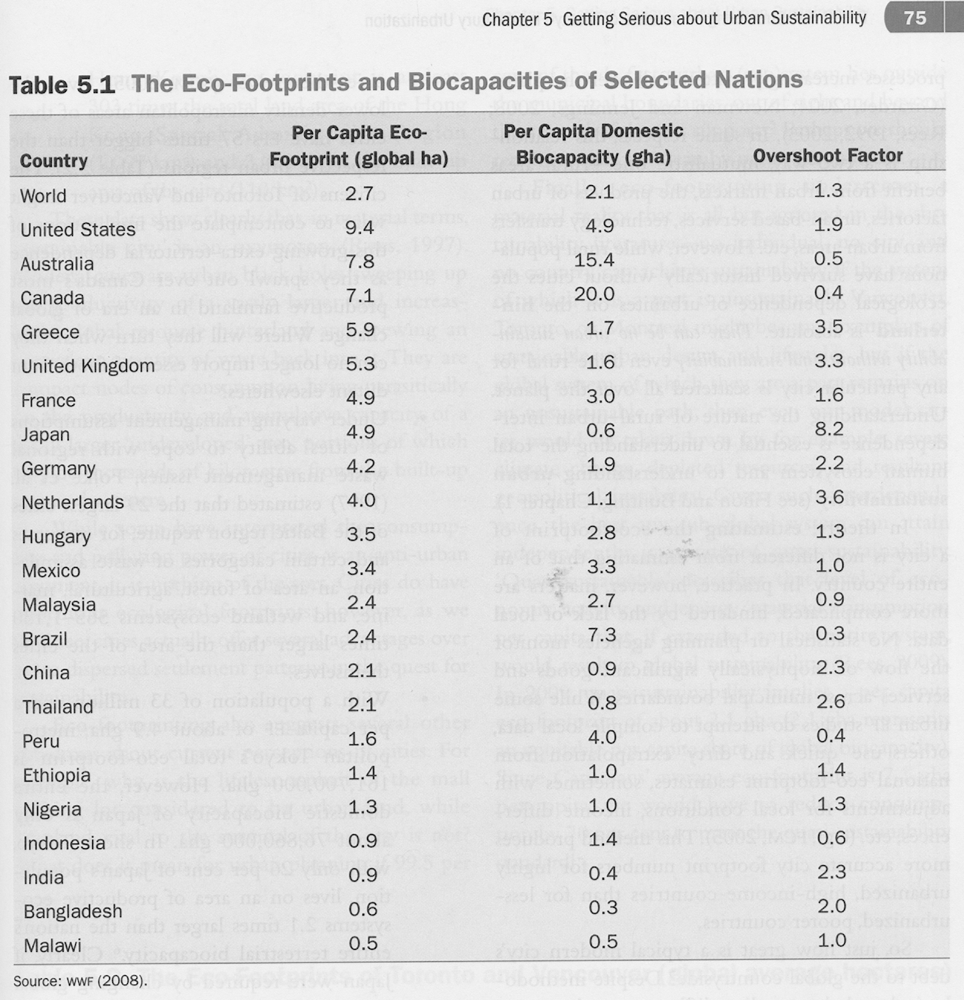 Chapter 5 Getting Serious about Urban Sustainability 75
Table 5.1 The Eco-Footprints and Biocapacities of Selected Nations
Per Capita Eco- Per Capita Domestic
Country Footprint (global ha) Biocapacity (gha) Overshoot Factor
World 2.7 2.1 1.3
United States 9.4 4.9 1.9
Australia 7.8 15.4 0.5
Canada 7.1 20.0 0.4
Greece 5.9 1.7 3.5
United Kingdom 5.3 1.6 3.3
France 4.9 3.0 1.6
Japan 4.9 0.6 8.2
Germany 4.2 1.9 2.2
Netherlands 4.0 1.1 3.6
Hungary 3.5 2.8 1.3
Mexico 3.4 3.3 1.0
Malaysia 2.4 2.7 0.9
Brazil 2.4 7.3 0.3
China 2.1 0.9 2.3
Thailand 2.1 0.8 2.6
Peru 1.6 4.0 0.4
Ethiopia 1.4 1.0 1.4
Nigeria 1.3 1.0 1.3
Indonesia 0.9 1.4 0.6
India 0.9 0.4 2.3
Bangladesh 0.6 0.3 2.0
Malawi 0.5 0.5 1.0
Source: WWF (2008).